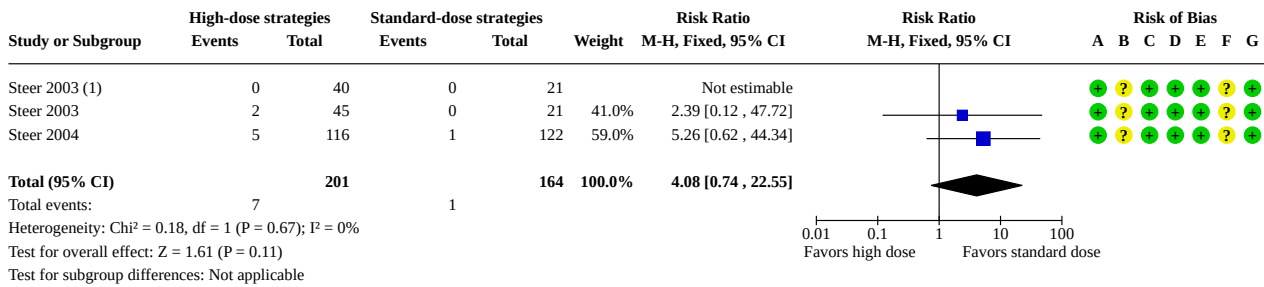 High-dose strategies Standard-dose strategies Risk Ratio Risk Ratio Risk of Bias
Study or Subgroup Events Total Events Total Weight M-H, Fixed, 95% CI M-H, Fixed, 95% CI A B C D E F G
Steer 2003 (1) 0 40 0 21 Not estimable + ? + + + ? +
Steer 2003 2 45 0 21 41.0% 2.39 [0.12 , 47.72] + ? + + + ? +
Steer 2004 5 116 1 122 59.0% 5.26 [0.62 , 44.34] + ? + + + ? +
Total (95% CI) 201 164 100.0% 4.08 [0.74 , 22.55]
Total events: 7 1
Heterogeneity: Chi² = 0.18, df = 1 (P = 0.67); I² = 0%
0.01 0.1 1 10 100
Test for overall effect: Z = 1.61 (P = 0.11) Favors high dose Favors standard dose
Test for subgroup differences: Not applicable